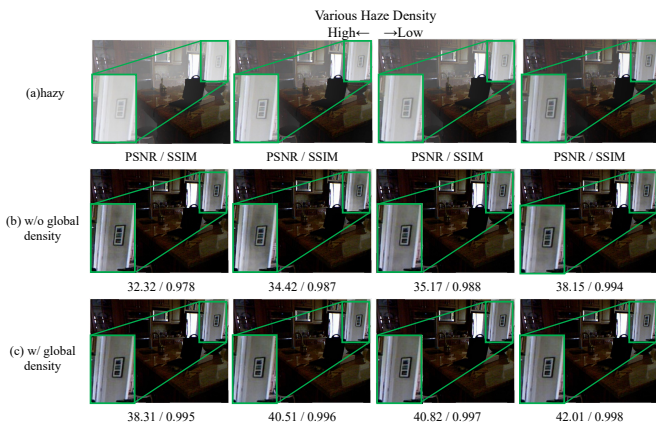 Various Haze Density
High← →Low
(a)hazy
PSNR / SSIM PSNR / SSIM PSNR / SSIM PSNR / SSIM
(b) w/o global
density
32.32 / 0.978 34.42 / 0.987 35.17 / 0.988 38.15 / 0.994
(c) w/ global
density
38.31 / 0.995 40.51 / 0.996 40.82 / 0.997 42.01 / 0.998